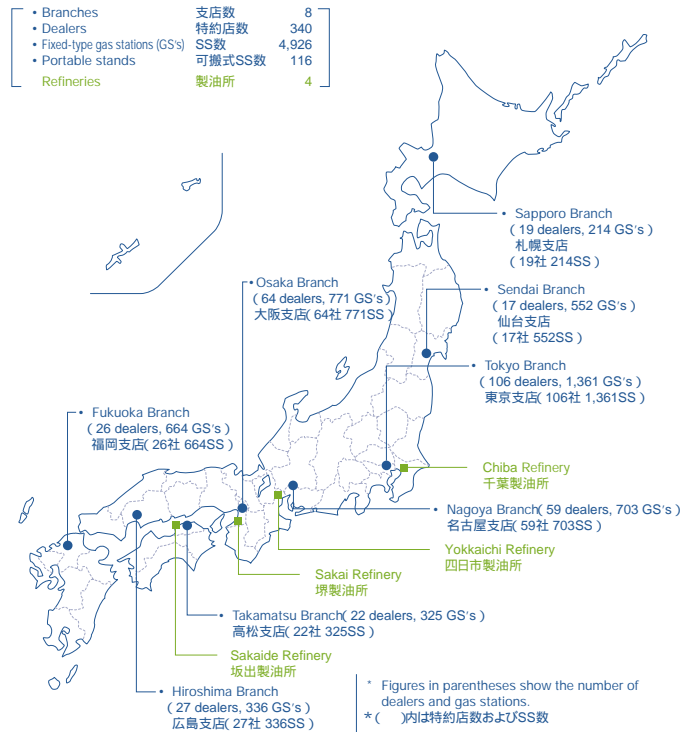 • Branches 支店数 8
• Dealers 特約店数 340
• Fixed-type gas stations (GS's) SS数 4,926
• Portable stands 可搬式SS数 116
Refineries 製油所 4
• Sapporo Branch
( 19 dealers, 214 GS's )
札幌支店
( 19社 214SS )
• Osaka Branch
( 64 dealers, 771 GS's )
大阪支店( 64社 771SS )
• Sendai Branch
( 17 dealers, 552 GS's )
仙台支店
( 17社 552SS )
• Tokyo Branch
( 106 dealers, 1,361 GS's )
東京支店( 106社 1,361SS )
• Fukuoka Branch
( 26 dealers, 664 GS's )
福岡支店( 26社 664SS )
Chiba Refinery
千葉製油所
• Nagoya Branch( 59 dealers, 703 GS's )
名古屋支店( 59社 703SS )
Yokkaichi Refinery
四日市製油所
Sakai Refinery
堺製油所
• Takamatsu Branch( 22 dealers, 325 GS's )
高松支店( 22社 325SS )
Sakaide Refinery
坂出製油所
• Hiroshima Branch
( 27 dealers, 336 GS's )
広島支店( 27社 336SS )
* Figures in parentheses show the number of
dealers and gas stations.
*( )内は特約店数およびSS数